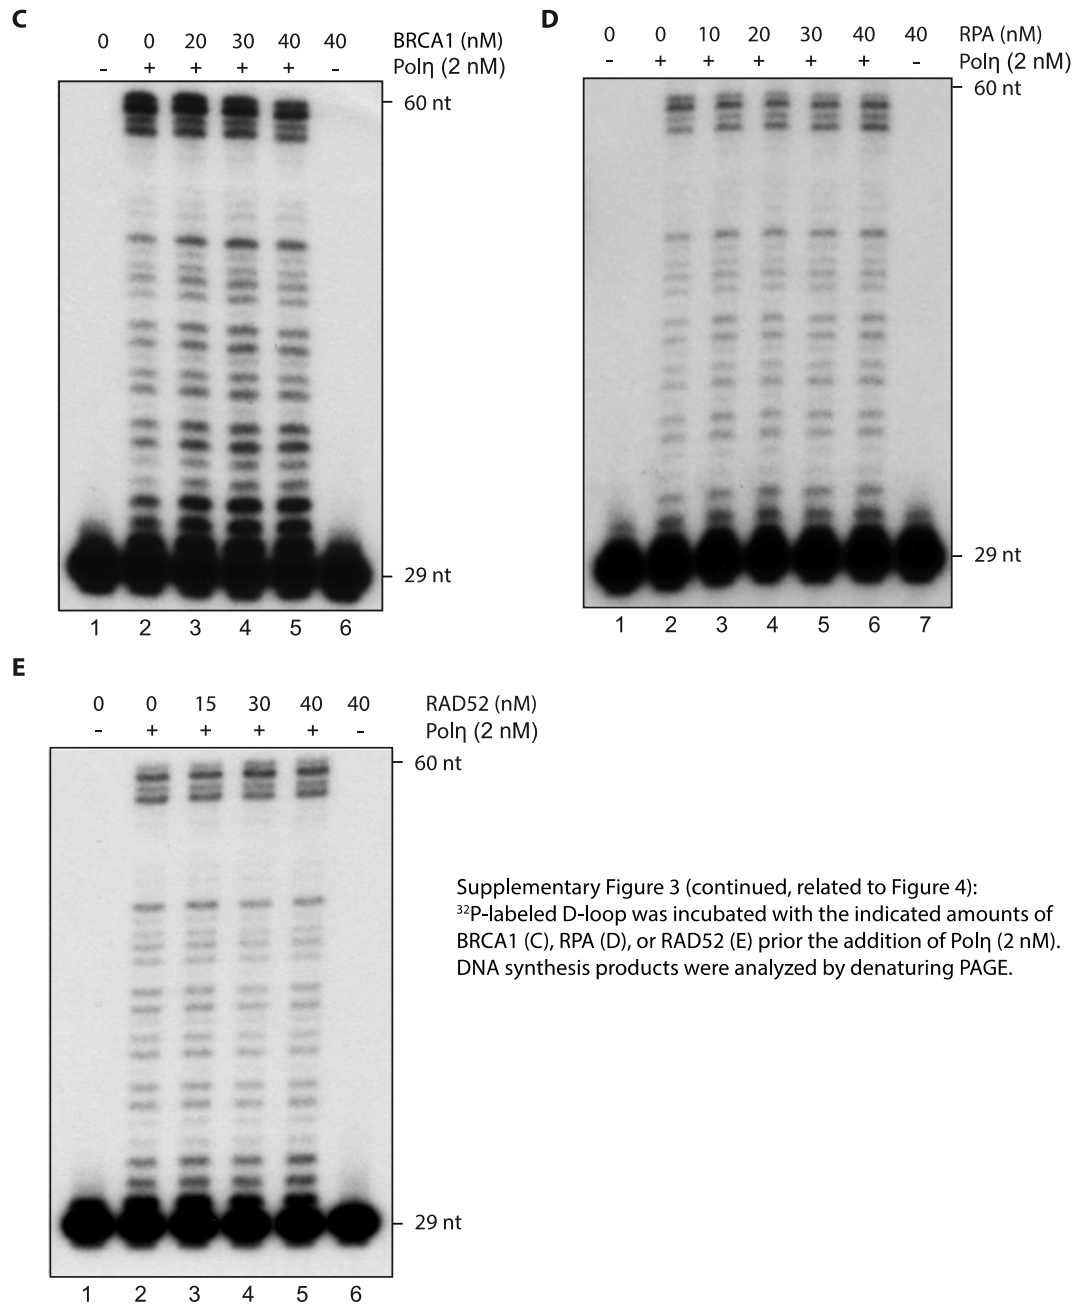 C
0 0 20 30 40 40 BRCA1 (nM)
- + + + + - Polη (2 nM)
60 nt
29 nt
1 2 3 4 5 6
D
0 0 10 20 30 40 40 RPA (nM)
- + + + + + - Polη (2 nM)
60 nt
29 nt
1 2 3 4 5 6 7
E
0 0 15 30 40 40 RAD52 (nM)
- + + + + - Polη (2 nM)
60 nt
29 nt
1 2 3 4 5 6
Supplementary Figure 3 (continued, related to Figure 4):
³²P-labeled D-loop was incubated with the indicated amounts of
BRCA1 (C), RPA (D), or RAD52 (E) prior the addition of Polη (2 nM).
DNA synthesis products were analyzed by denaturing PAGE.